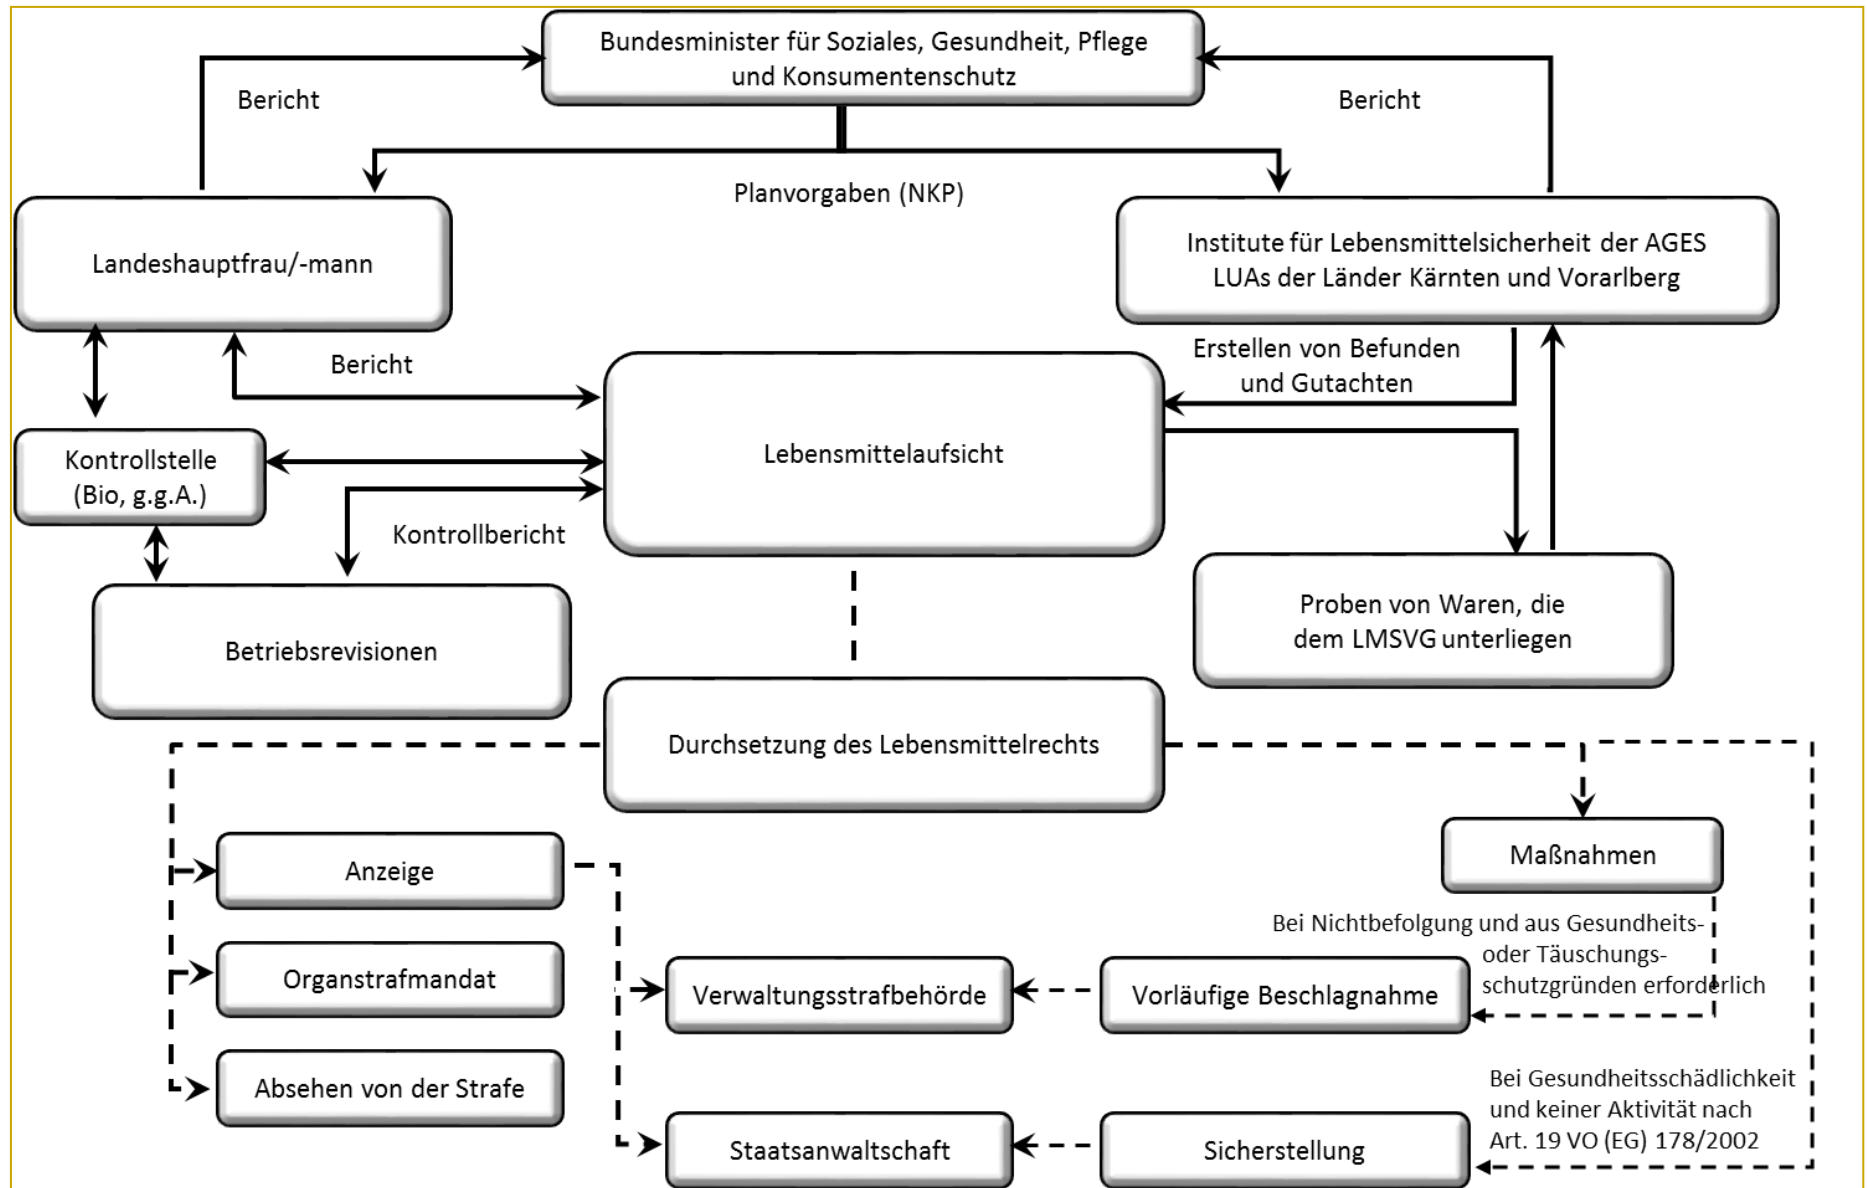 Bundesminister für Soziales, Gesundheit, Pflege
und Konsumentenschutz
Bericht
Bericht
Planvorgaben (NKP)
Landeshauptfrau/-mann
Institute für Lebensmittelsicherheit der AGES
LUAs der Länder Kärnten und Vorarlberg
Bericht
Erstellen von Befunden
und Gutachten
Lebensmittelaufsicht
Kontrollstelle
(Bio, g.g.A.)
Kontrollbericht
Betriebsrevisionen
Proben von Waren, die
dem LMSVG unterliegen
Durchsetzung des Lebensmittelrechts
Anzeige
Maßnahmen
Bei Nichtbefolgung und aus Gesundheits-
oder Täuschungs-
schutzgründen erforderlich
Organstrafmandat
Verwaltungsstrafbehörde
Vorläufige Beschlagnahme
Absehen von der Strafe
Bei Gesundheitsschädlichkeit
und keiner Aktivität nach
Art. 19 VO (EG) 178/2002
Staatsanwaltschaft
Sicherstellung